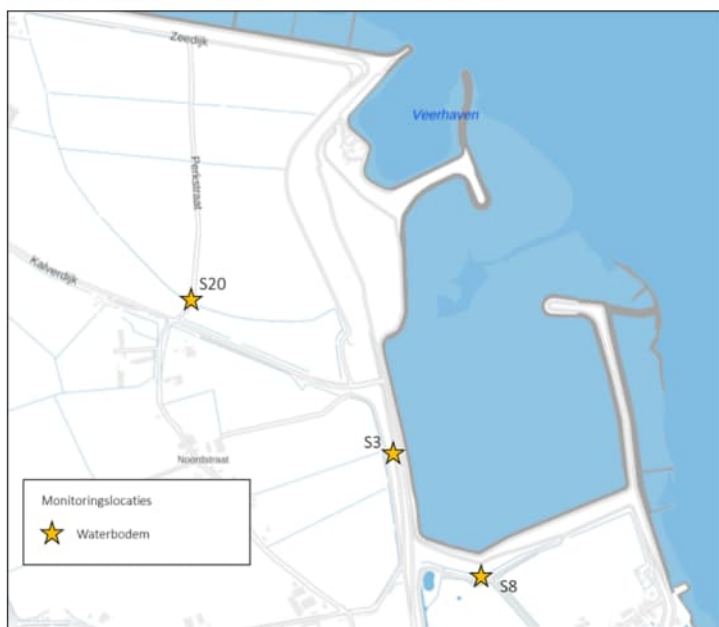 Zeedijk
Veerhaven
Perkstraat
Kalverdijk
S20
S3
Noordstraat
Monitoringslocaties
Waterbodem
S8